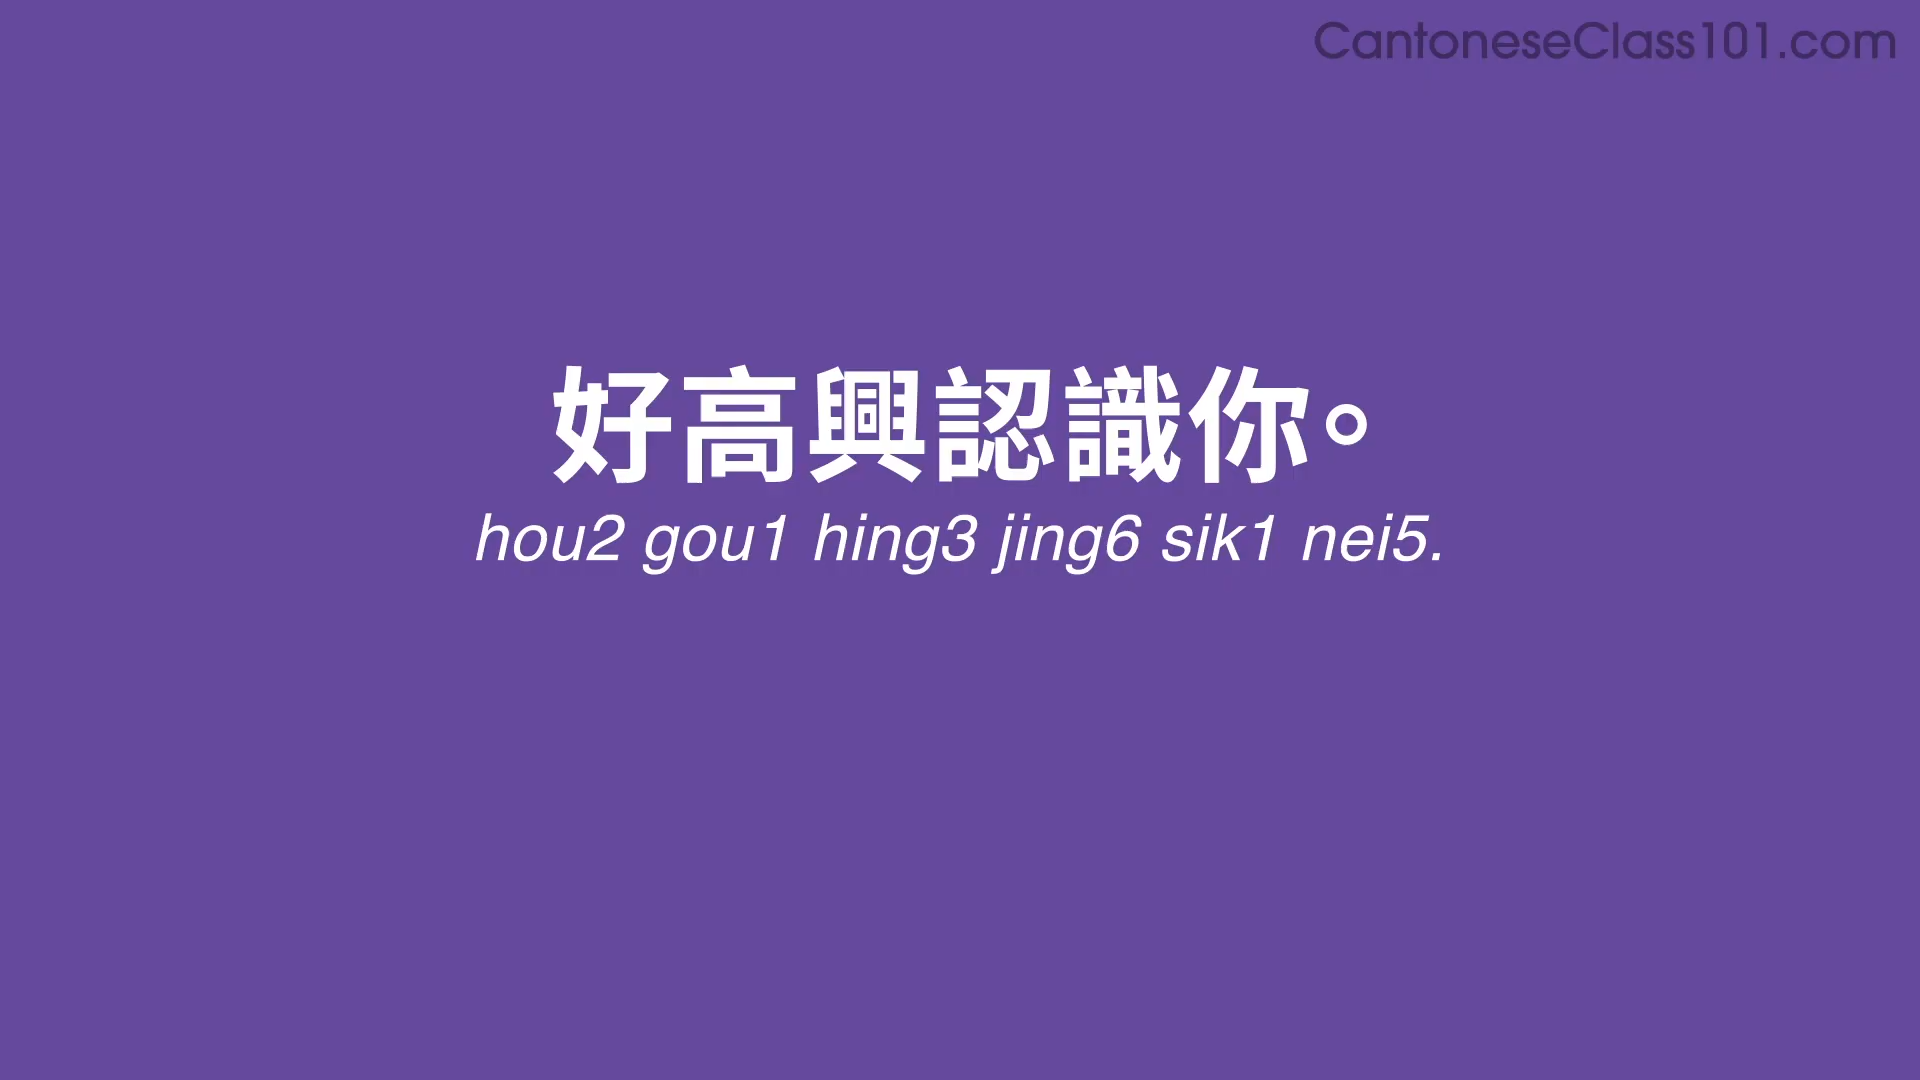 CantoneseClass101.com
好高興認識你。
hou2 gou1 hing3 jing6 sik1 nei5.